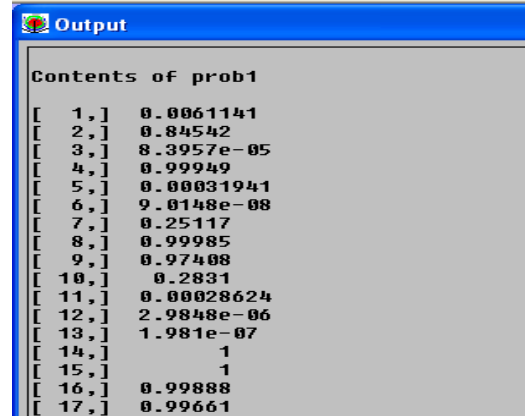 Output
Contents of prob1
[ 1,] 0.0061141
[ 2,] 0.84542
[ 3,] 8.3957e-05
[ 4,] 0.99949
[ 5,] 0.00031941
[ 6,] 9.0148e-08
[ 7,] 0.25117
[ 8,] 0.99985
[ 9,] 0.97408
[ 10,] 0.2831
[ 11,] 0.00028624
[ 12,] 2.9848e-06
[ 13,] 1.981e-07
[ 14,] 1
[ 15,] 1
[ 16,] 0.99888
[ 17,] 0.99661